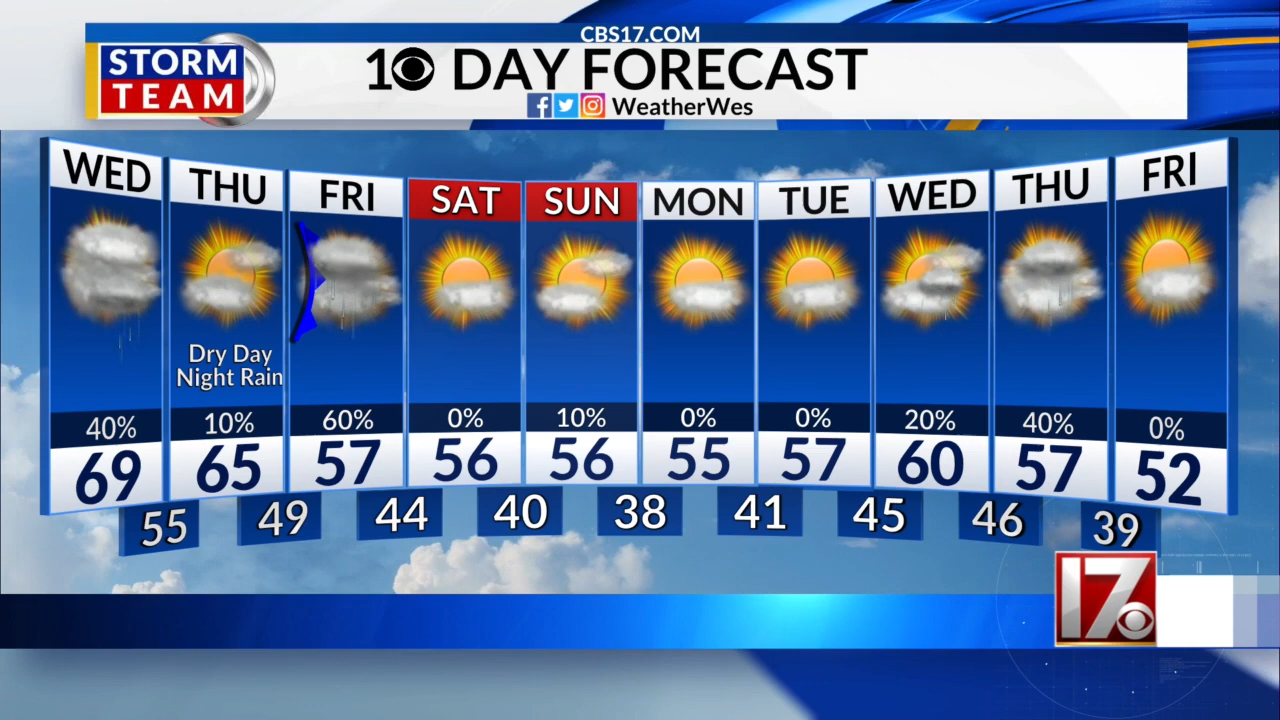 CBS17.COM
STORM
TEAM
10 DAY FORECAST
WeatherWes
WED THU FRI SAT SUN MON TUE WED THU FRI
Dry Day
Night Rain
40% 10% 60% 0% 10% 0% 0% 20% 40% 0%
69 65 57 56 56 55 57 60 57 52
55 49 44 40 38 41 45 46 39
17